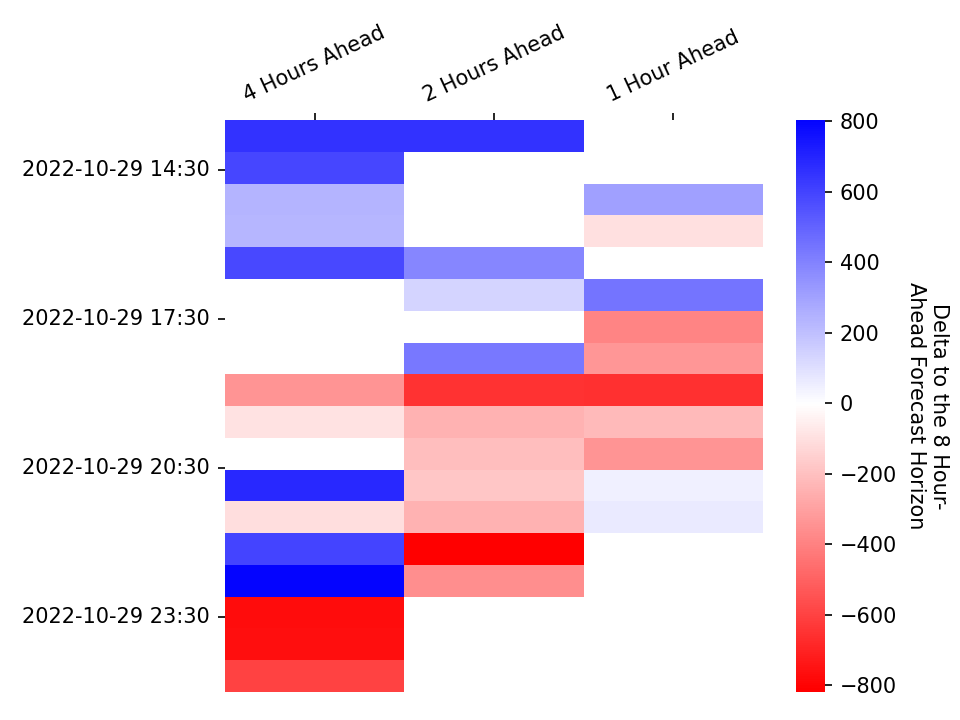 4 Hours Ahead
2 Hours Ahead
1 Hour Ahead
2022-10-29 14:30
2022-10-29 17:30
2022-10-29 20:30
2022-10-29 23:30
800
600
400
200
0
−200
−400
−600
−800
Delta to the 8 Hour-
Ahead Forecast Horizon